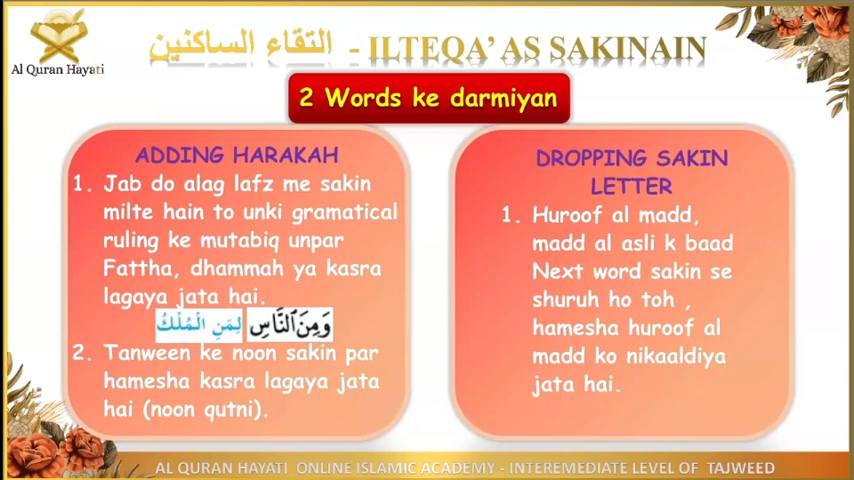 Al Quran Hayati
التقاء الساكنين - ILTEQA’ AS SAKINAIN
2 Words ke darmiyan
ADDING HARAKAH
1. Jab do alag lafz me sakin
milte hain to unki gramatical
ruling ke mutabiq unpar
Fattha, dhammah ya kasra
lagaya jata hai.
وَمِنَ ٱلنَّاسِ لِمَنِ الْمُلْكُ
2. Tanween ke noon sakin par
hamesha kasra lagaya jata
hai (noon qutni).
DROPPING SAKIN
LETTER
1. Huroof al madd,
madd al asli k baad
Next word sakin se
shuruh ho toh ,
hamesha huroof al
madd ko nikaaldiya
jata hai.
AL QURAN HAYATI ONLINE ISLAMIC ACADEMY - INTEREMEDIATE LEVEL OF TAJWEED